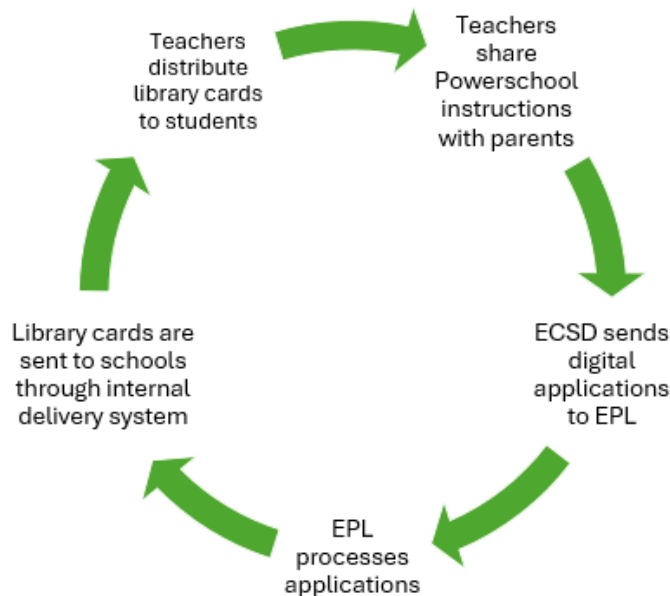 Teachers
distribute
library cards
to students
Teachers
share
Powerschool
instructions
with parents
ECSD sends
digital
applications
to EPL
EPL
processes
applications
Library cards are
sent to schools
through internal
delivery system